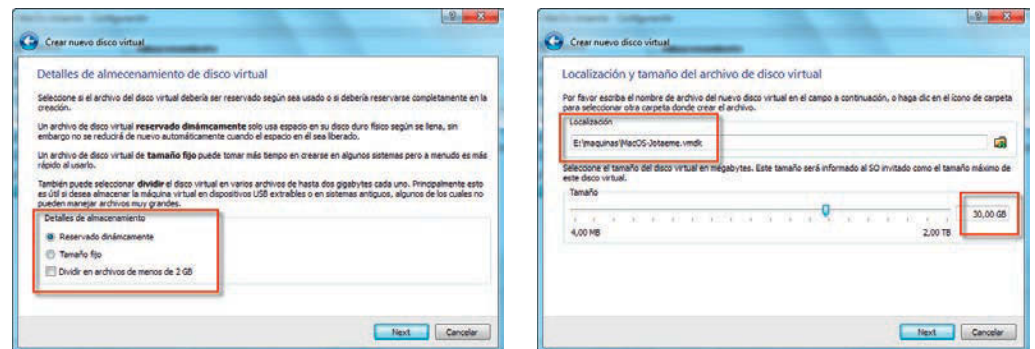 Crear nuevo disco virtual
Detalles de almecenamiento de disco virtual
Seleccione si el archivo del disco virtual debería ser reservado según sea usado o si debería reservarse completamente en la
creación.
Un archivo de disco virtual reservado dinámcamente solo usa espacio en su disco duro físico según se llena, sin
embargo no se reducirá de nuevo automáticamente cuando el espacio en él sea liberado.
Un archivo de disco virtual de tamaño fijo puede tomar más tiempo en crearse en algunos sistemas pero a menudo es más
rápido al usarlo.
También puede seleccionar dividir el disco virtual en varios archivos de hasta dos gigabytes cada uno. Principalmente esto
es útil si desea almacenar la máquina virtual en dispositivos USB extraibles o en sistemas antiguos, algunos de los cuales no
pueden manejar archivos muy grandes.
Detalles de almacenamiento
Reservado dinámcamente
Tamaño fijo
Dividir en archivos de menos de 2 GB
Next
Cancelar
Crear nuevo disco virtual
Localización y tamaño del archivo de disco virtual
Por favor escriba el nombre de archivo del nuevo disco virtual en el campo a continuación, o haga clic en el ícono de carpeta
para seleccionar otra carpeta donde crear el archivo.
Localización
E:\maquinas\MacOS-Jotaeme.vmdk
Seleccione el tamaño del disco virtual en megabytes. Este tamaño será informado al SO invitado como el tamaño máximo de
este disco virtual.
Tamaño
30,00 GB
4,00 MB
2,00 TB
Next
Cancelar